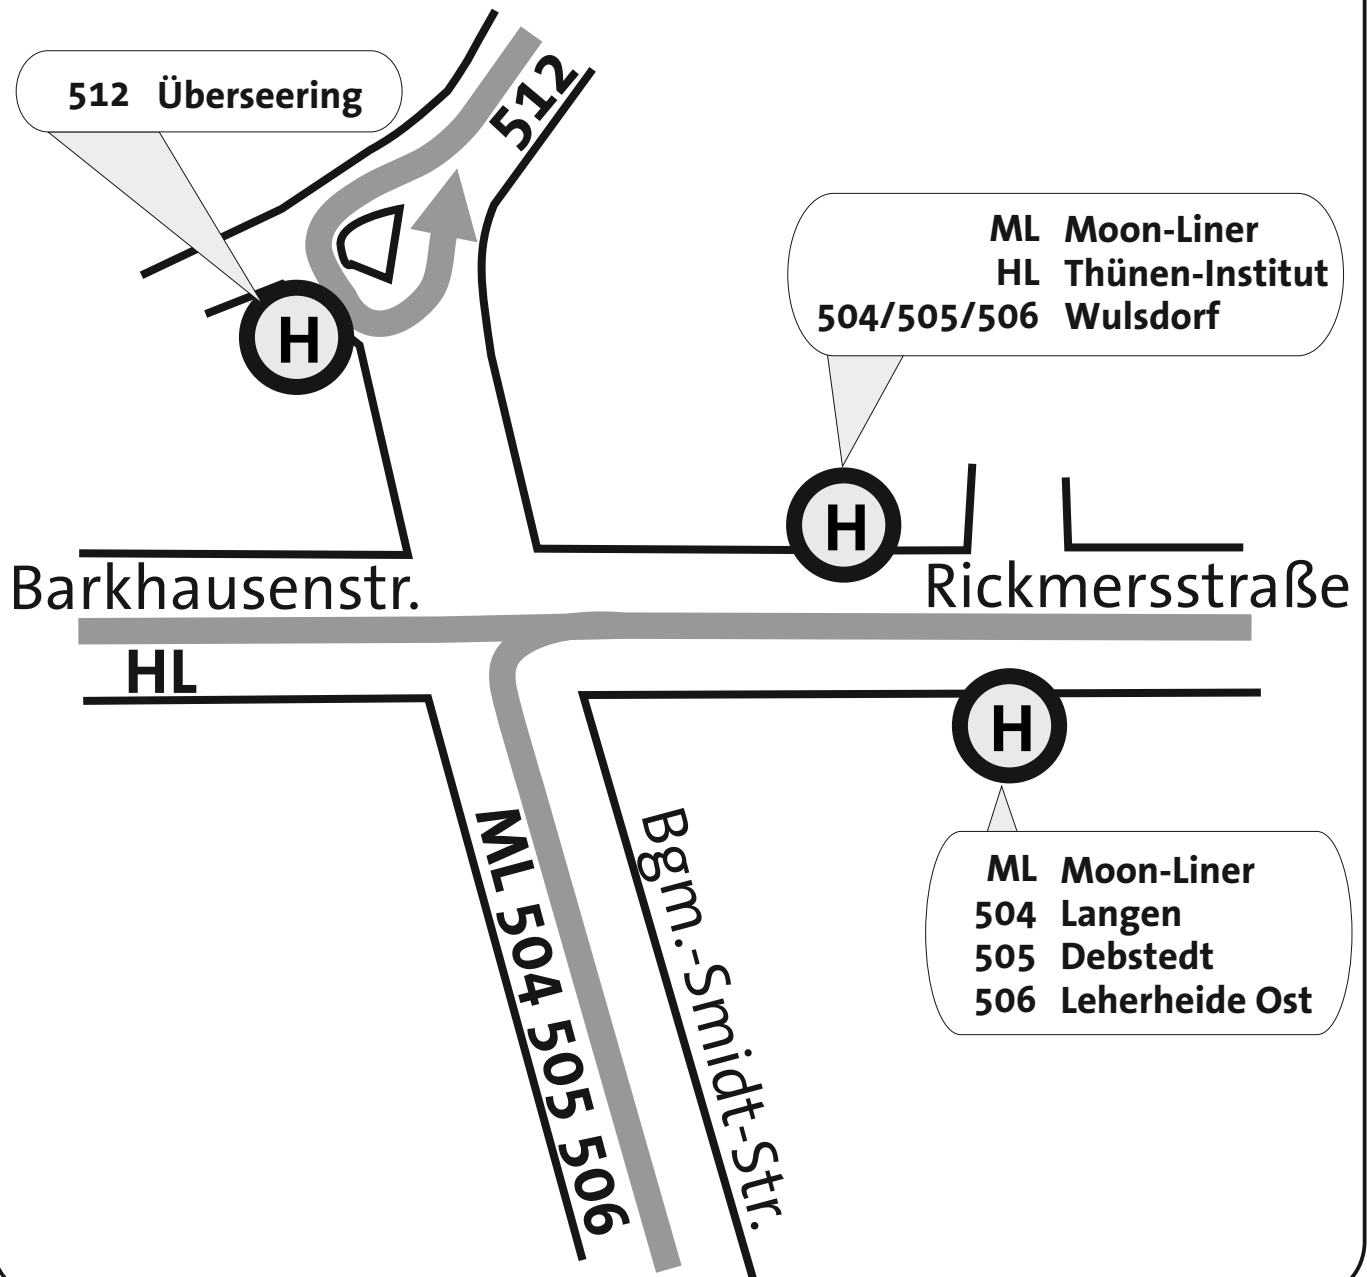 512 Überseering
512
ML Moon-Liner
HL Thünen-Institut
504/505/506 Wulsdorf
H
H
Barkhausenstr.
Rickmersstraße
HL
H
ML 504 505 506
Bgm.-Smidt-Str.
ML Moon-Liner
504 Langen
505 Debstedt
506 Leherheide Ost